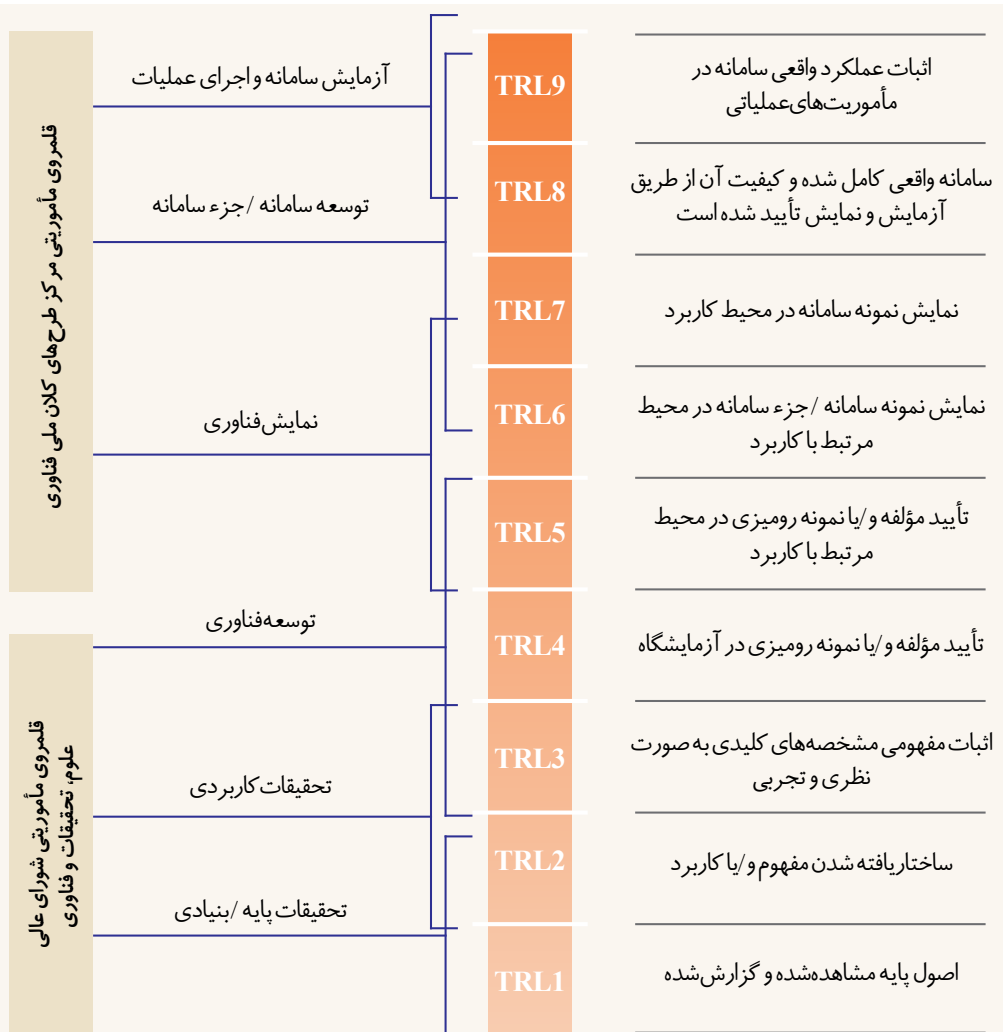 اثبات عملکرد واقعی سامانه در
مأموریت‌های‌عملیاتی
TRL9
آزمایش سامانه و اجرای عملیات
سامانه واقعی کامل شده و کیفیت آن از طریق
آزمایش و نمایش تأیید شده است
TRL8
توسعه سامانه / جزء سامانه
نمایش نمونه سامانه در محیط کاربرد
TRL7
نمایش نمونه سامانه / جزء سامانه در محیط
مرتبط با کاربرد
TRL6
نمایش‌فناوری
تأیید مؤلفه و/یا نمونه رومیزی در محیط
مرتبط با کاربرد
TRL5
تأیید مؤلفه و/یا نمونه رومیزی در آزمایشگاه
TRL4
توسعه‌فناوری
اثبات مفهومی مشخصه‌های کلیدی به صورت
نظری و تجربی
TRL3
تحقیقات کاربردی
ساختاریافته شدن مفهوم و/یا کاربرد
TRL2
تحقیقات پایه / بنیادی
اصول پایه مشاهده‌شده و گزارش‌شده
TRL1
قلمروی مأموریتی مرکز طرح‌های کلان ملی فناوری
قلمروی مأموریتی شورای عالی
علوم، تحقیقات و فناوری